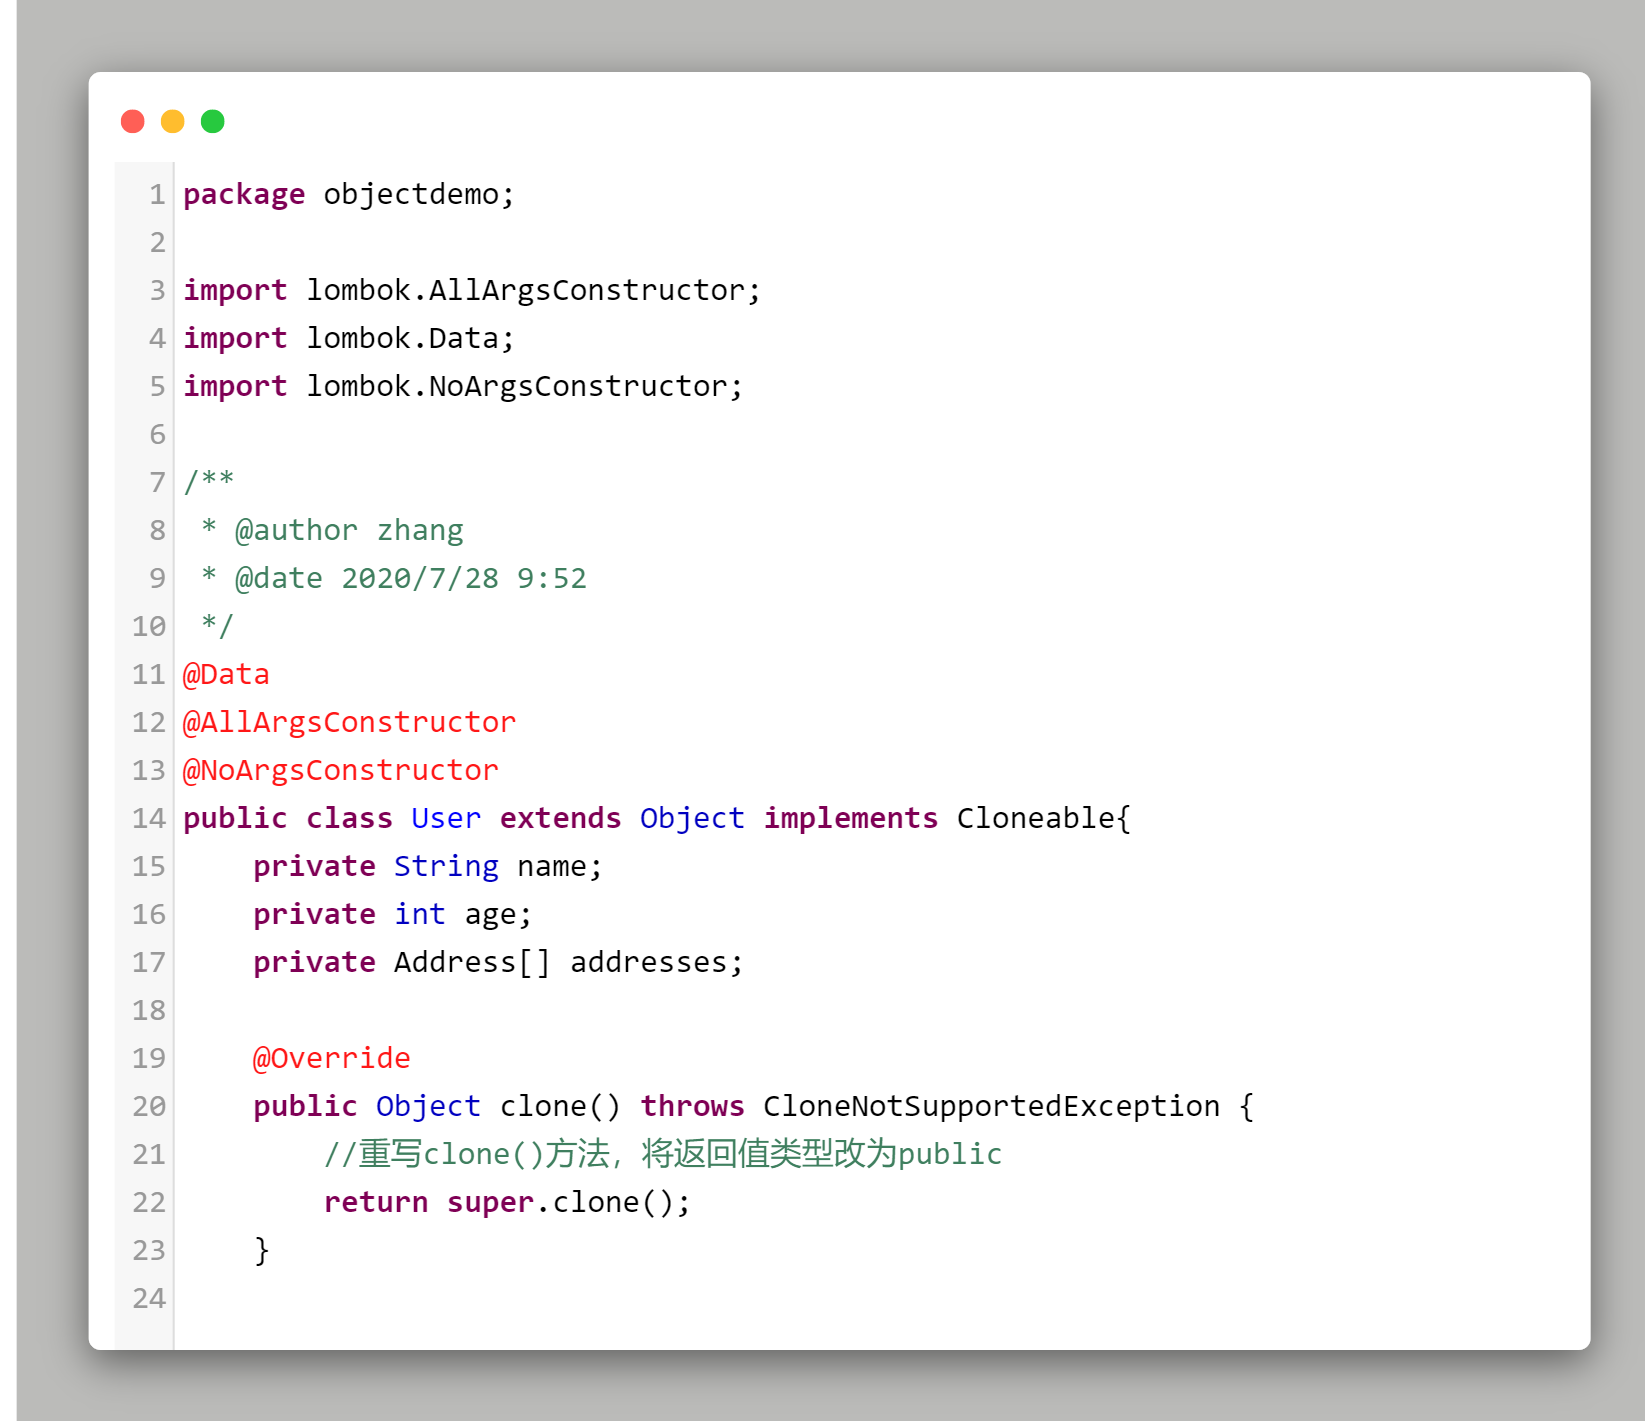 1 package objectdemo;
2
3 import lombok.AllArgsConstructor;
4 import lombok.Data;
5 import lombok.NoArgsConstructor;
6
7 /**
8  * @author zhang
9  * @date 2020/7/28 9:52
10  */
11 @Data
12 @AllArgsConstructor
13 @NoArgsConstructor
14 public class User extends Object implements Cloneable{
15     private String name;
16     private int age;
17     private Address[] addresses;
18
19     @Override
20     public Object clone() throws CloneNotSupportedException {
21         //重写clone()方法，将返回值类型改为public
22         return super.clone();
23     }
24